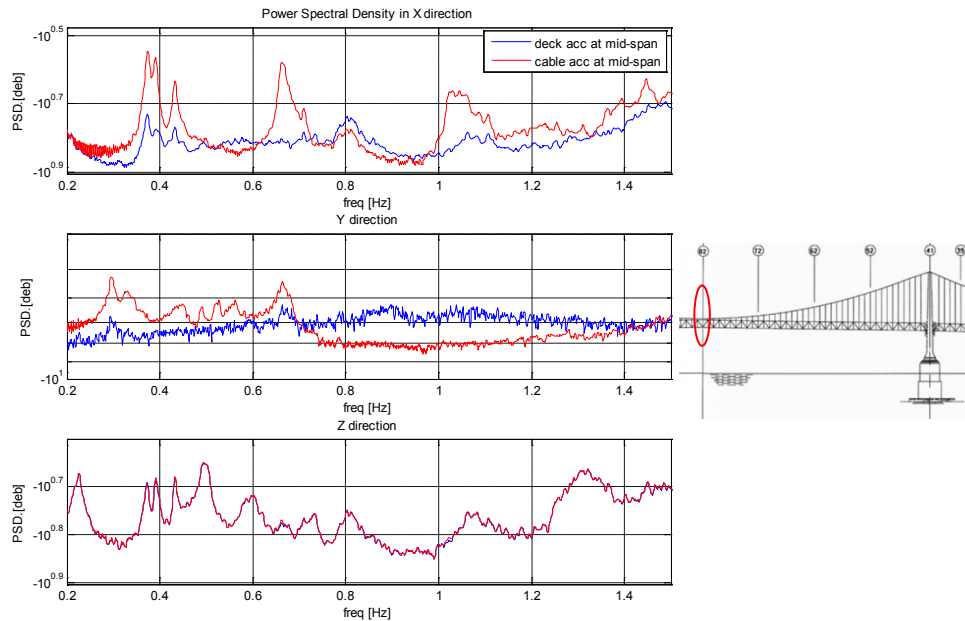 Power Spectral Density in X direction
PSD.[deb]
-10^0.5
-10^0.7
-10^0.9
deck acc at mid-span
cable acc at mid-span
0.2 0.4 0.6 0.8 1 1.2 1.4
freq [Hz]
Y direction
PSD.[deb]
-10^1
0.2 0.4 0.6 0.8 1 1.2 1.4
freq [Hz]
82 72 62 52 41 35
Z direction
PSD.[deb]
-10^0.7
-10^0.8
-10^0.9
0.2 0.4 0.6 0.8 1 1.2 1.4
freq [Hz]